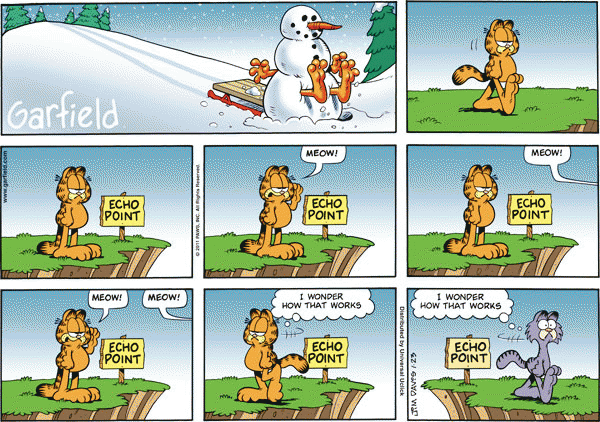 Garfield
www.garfield.com
ECHO
POINT
© 2011 PAWS, INC. All Rights Reserved.
MEOW!
ECHO
POINT
MEOW!
ECHO
POINT
MEOW!
MEOW!
ECHO
POINT
I WONDER
HOW THAT WORKS
ECHO
POINT
Distributed by Universal Uclick
I WONDER
HOW THAT WORKS
ECHO
POINT
JIM DAVIS 1-23